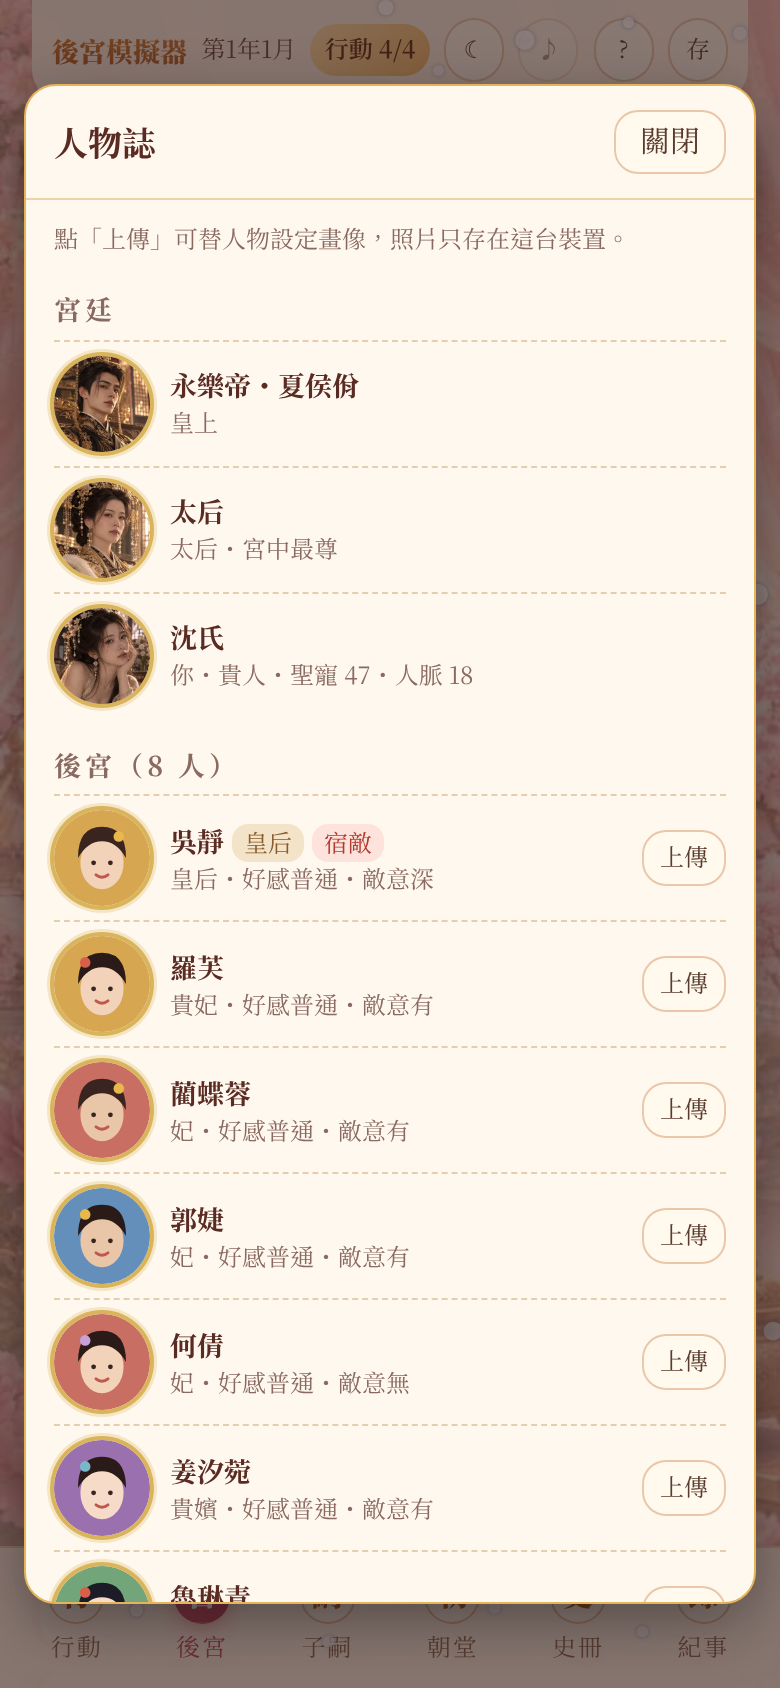 後宮模擬器 第1年1月 行動 4/4 ☾ ♪ ? 存
人物誌 關閉
點「上傳」可替人物設定畫像，照片只存在這台裝置。
宮廷
永樂帝・夏侯佾
皇上
太后
太后・宮中最尊
沈氏
你・貴人・聖寵 47・人脈 18
後宮（8 人）
吳靜 皇后 宿敵
皇后・好感普通・敵意深
上傳
羅芙
貴妃・好感普通・敵意有
上傳
藺蝶蓉
妃・好感普通・敵意有
上傳
郭婕
妃・好感普通・敵意有
上傳
何倩
妃・好感普通・敵意無
上傳
姜汐菀
貴嬪・好感普通・敵意有
上傳
行動 後宮 子嗣 朝堂 史冊 紀事